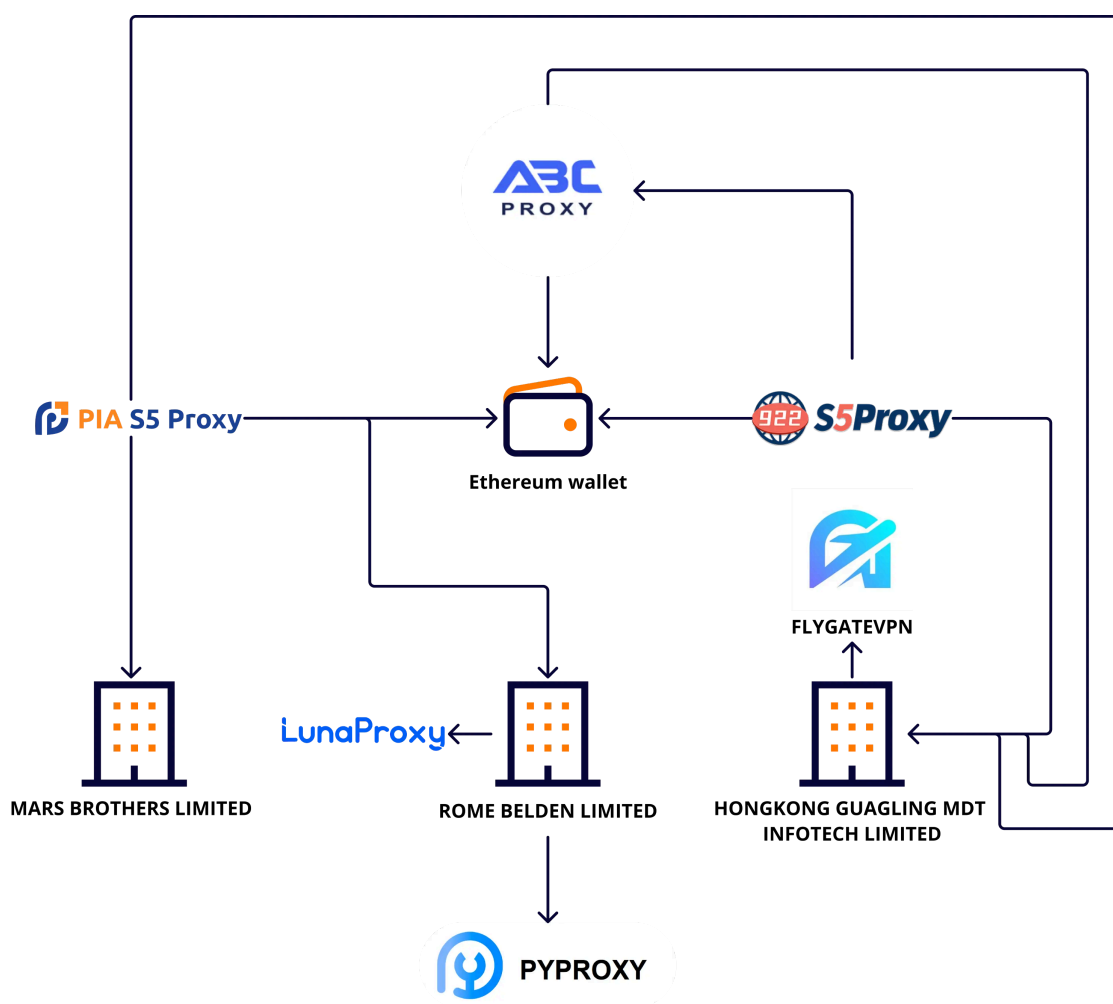 ABC
PROXY
PIA S5 Proxy
922 S5Proxy
Ethereum wallet
FLYGATEVPN
LunaProxy
MARS BROTHERS LIMITED
ROME BELDEN LIMITED
HONGKONG GUAGLING MDT
INFOTECH LIMITED
PYPROXY